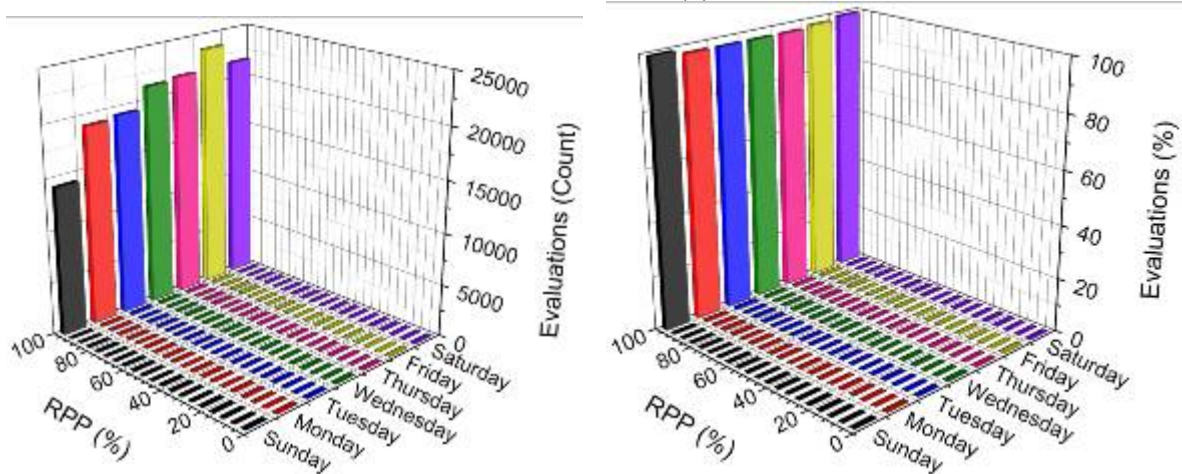 25000
20000
15000
10000
5000
0
Evaluations (Count)
100
80
60
40
20
0
RPP (%)
Sunday
Monday
Tuesday
Wednesday
Thursday
Friday
Saturday
100
80
60
40
20
0
Evaluations (%)
100
80
60
40
20
0
RPP (%)
Sunday
Monday
Tuesday
Wednesday
Thursday
Friday
Saturday